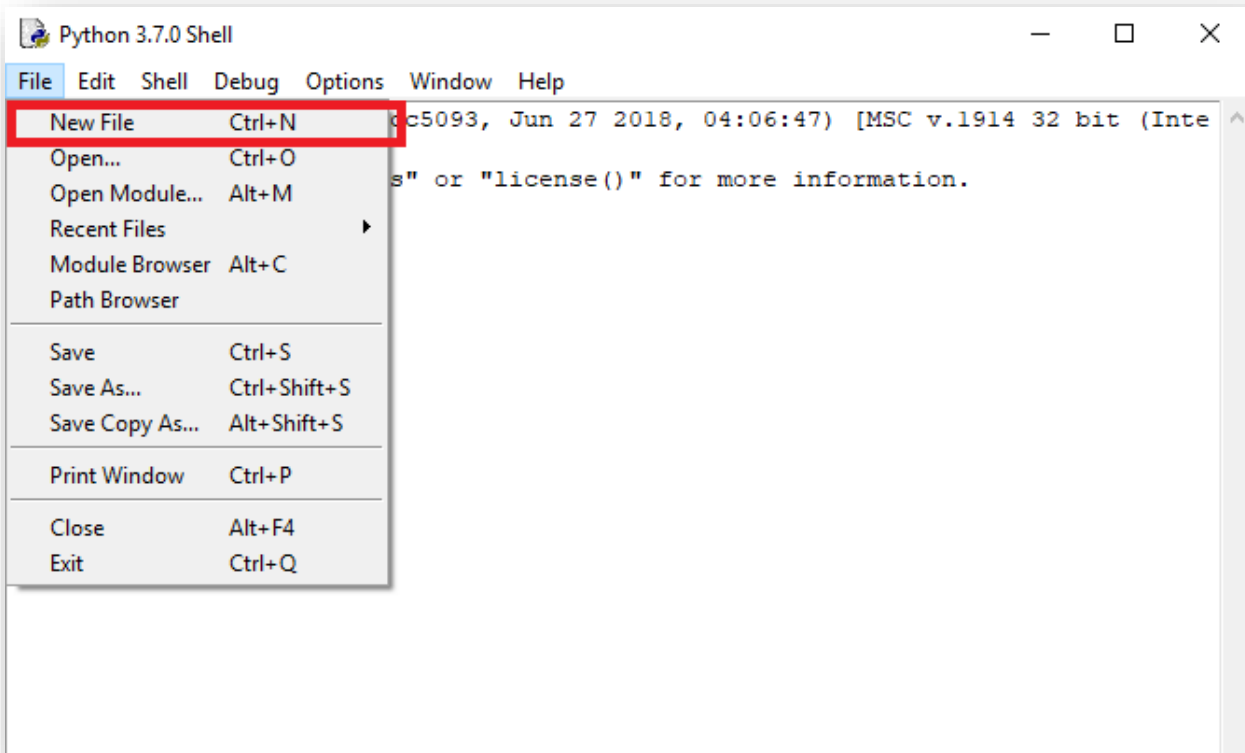 Python 3.7.0 Shell
File Edit Shell Debug Options Window Help
New File Ctrl+N
c5093, Jun 27 2018, 04:06:47) [MSC v.1914 32 bit (Inte
Open... Ctrl+O
s" or "license()" for more information.
Open Module... Alt+M
Recent Files
Module Browser Alt+C
Path Browser
Save Ctrl+S
Save As... Ctrl+Shift+S
Save Copy As... Alt+Shift+S
Print Window Ctrl+P
Close Alt+F4
Exit Ctrl+Q